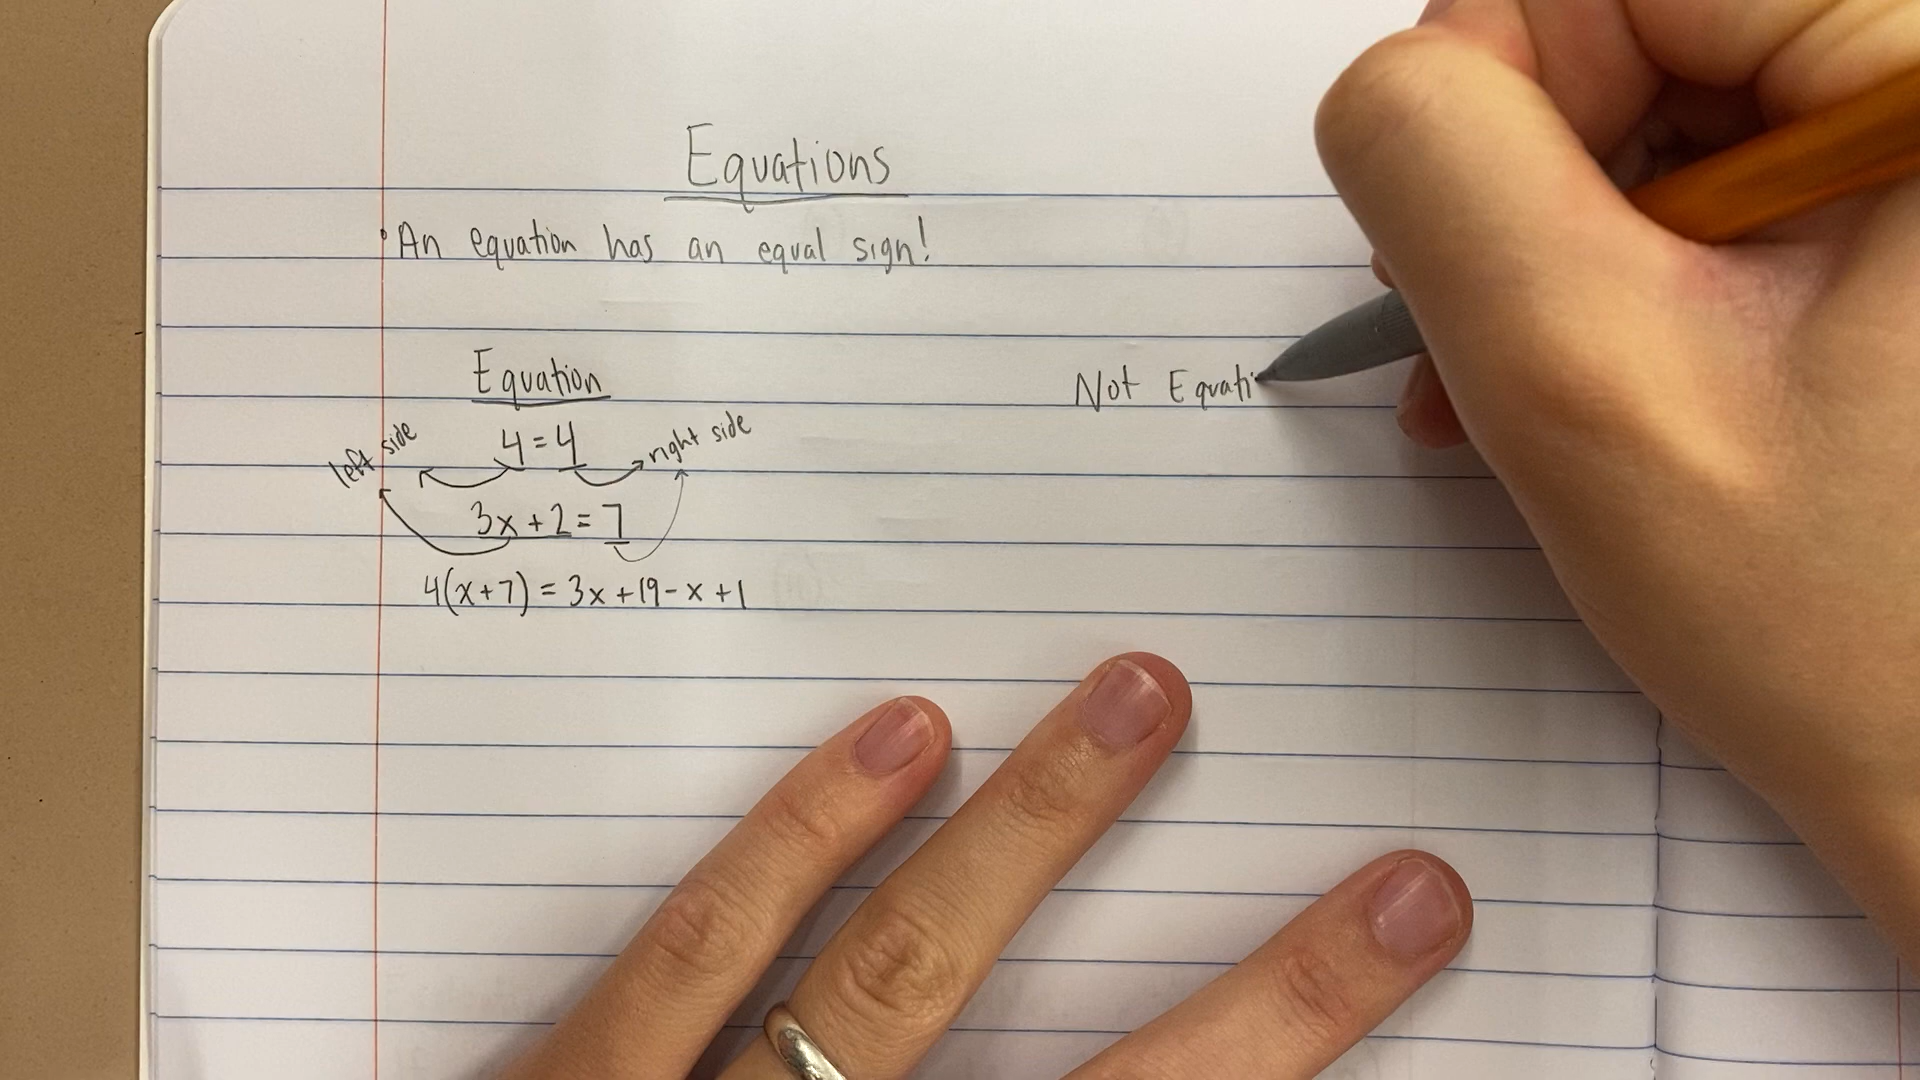 Equations
• An equation has an equal sign!
Equation
Not Equati
left side
4 = 4
right side
3x + 2 = 7
4(x+7) = 3x + 19 - x + 1